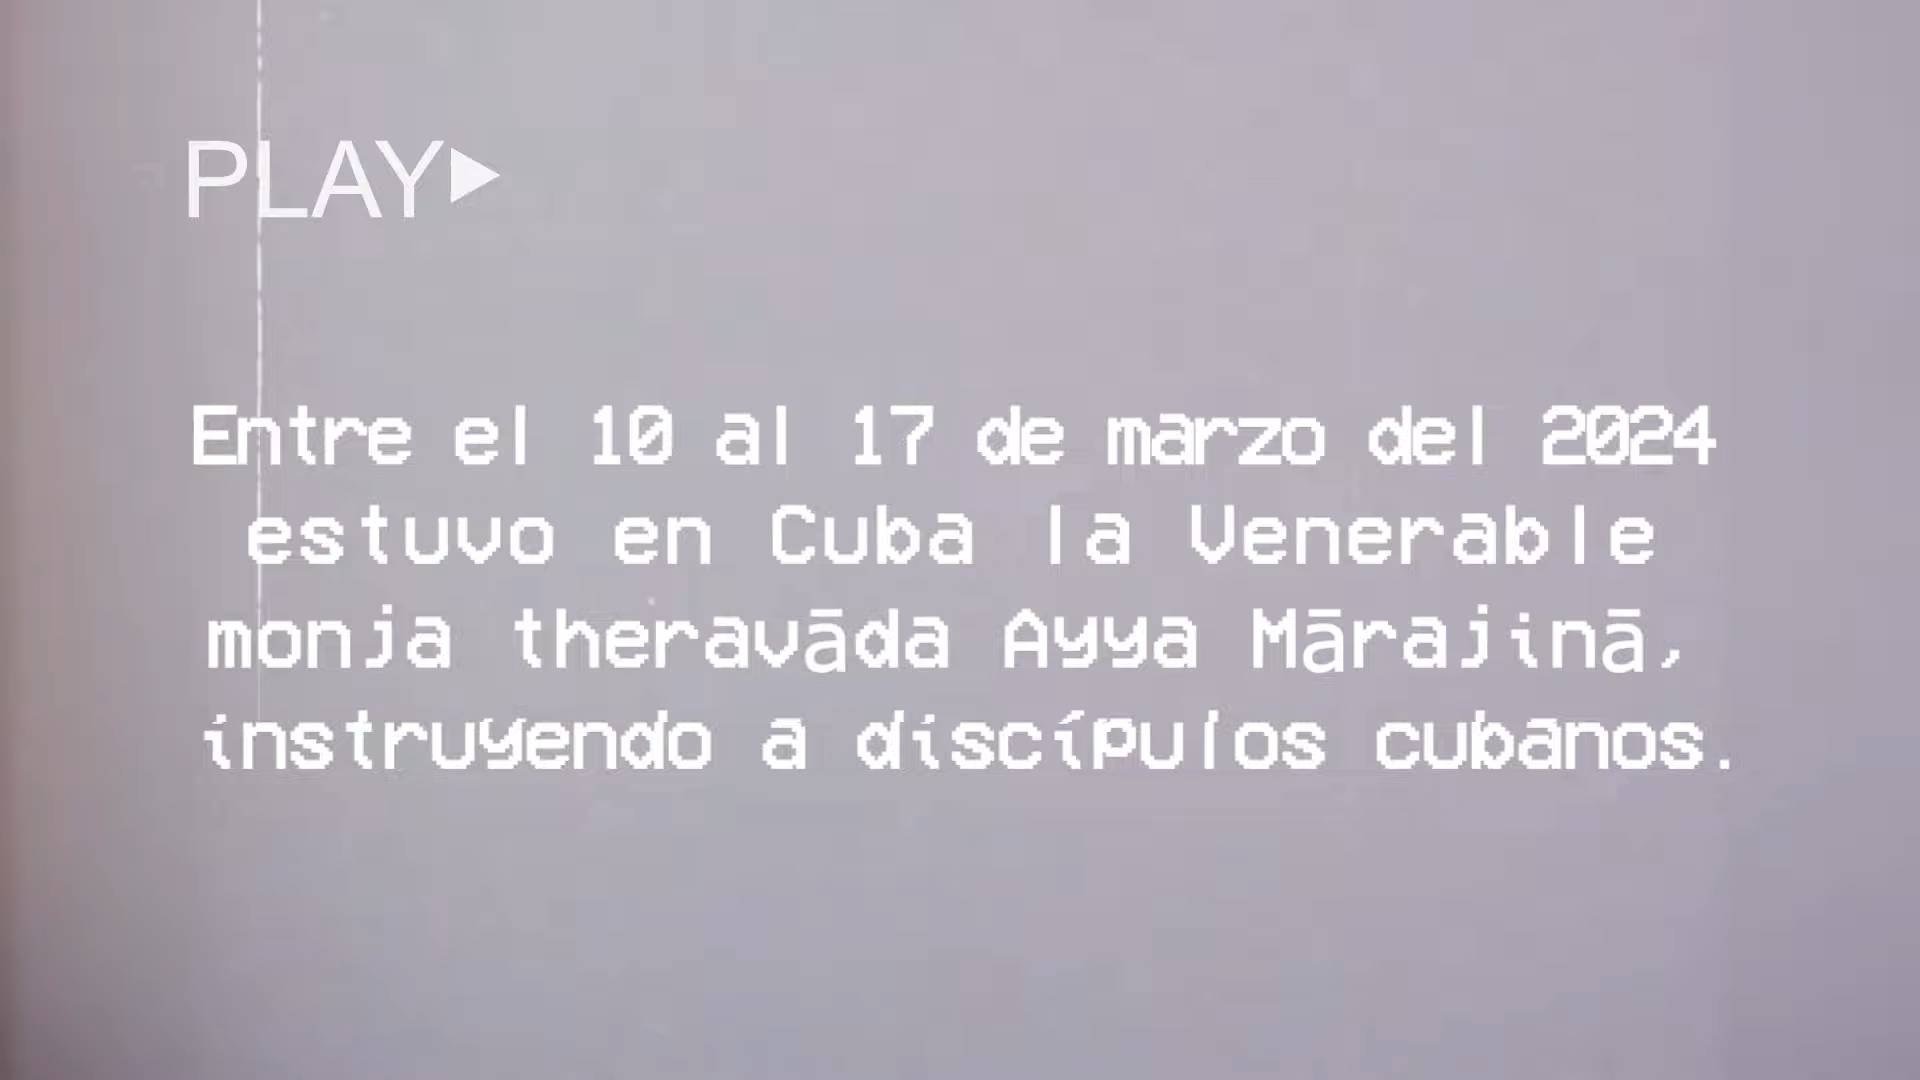 PLAY▶
Entre el 10 al 17 de marzo del 2024
estuvo en Cuba la Venerable
monja theravāda Ayya Mārajinā,
instruyendo a discípulos cubanos.